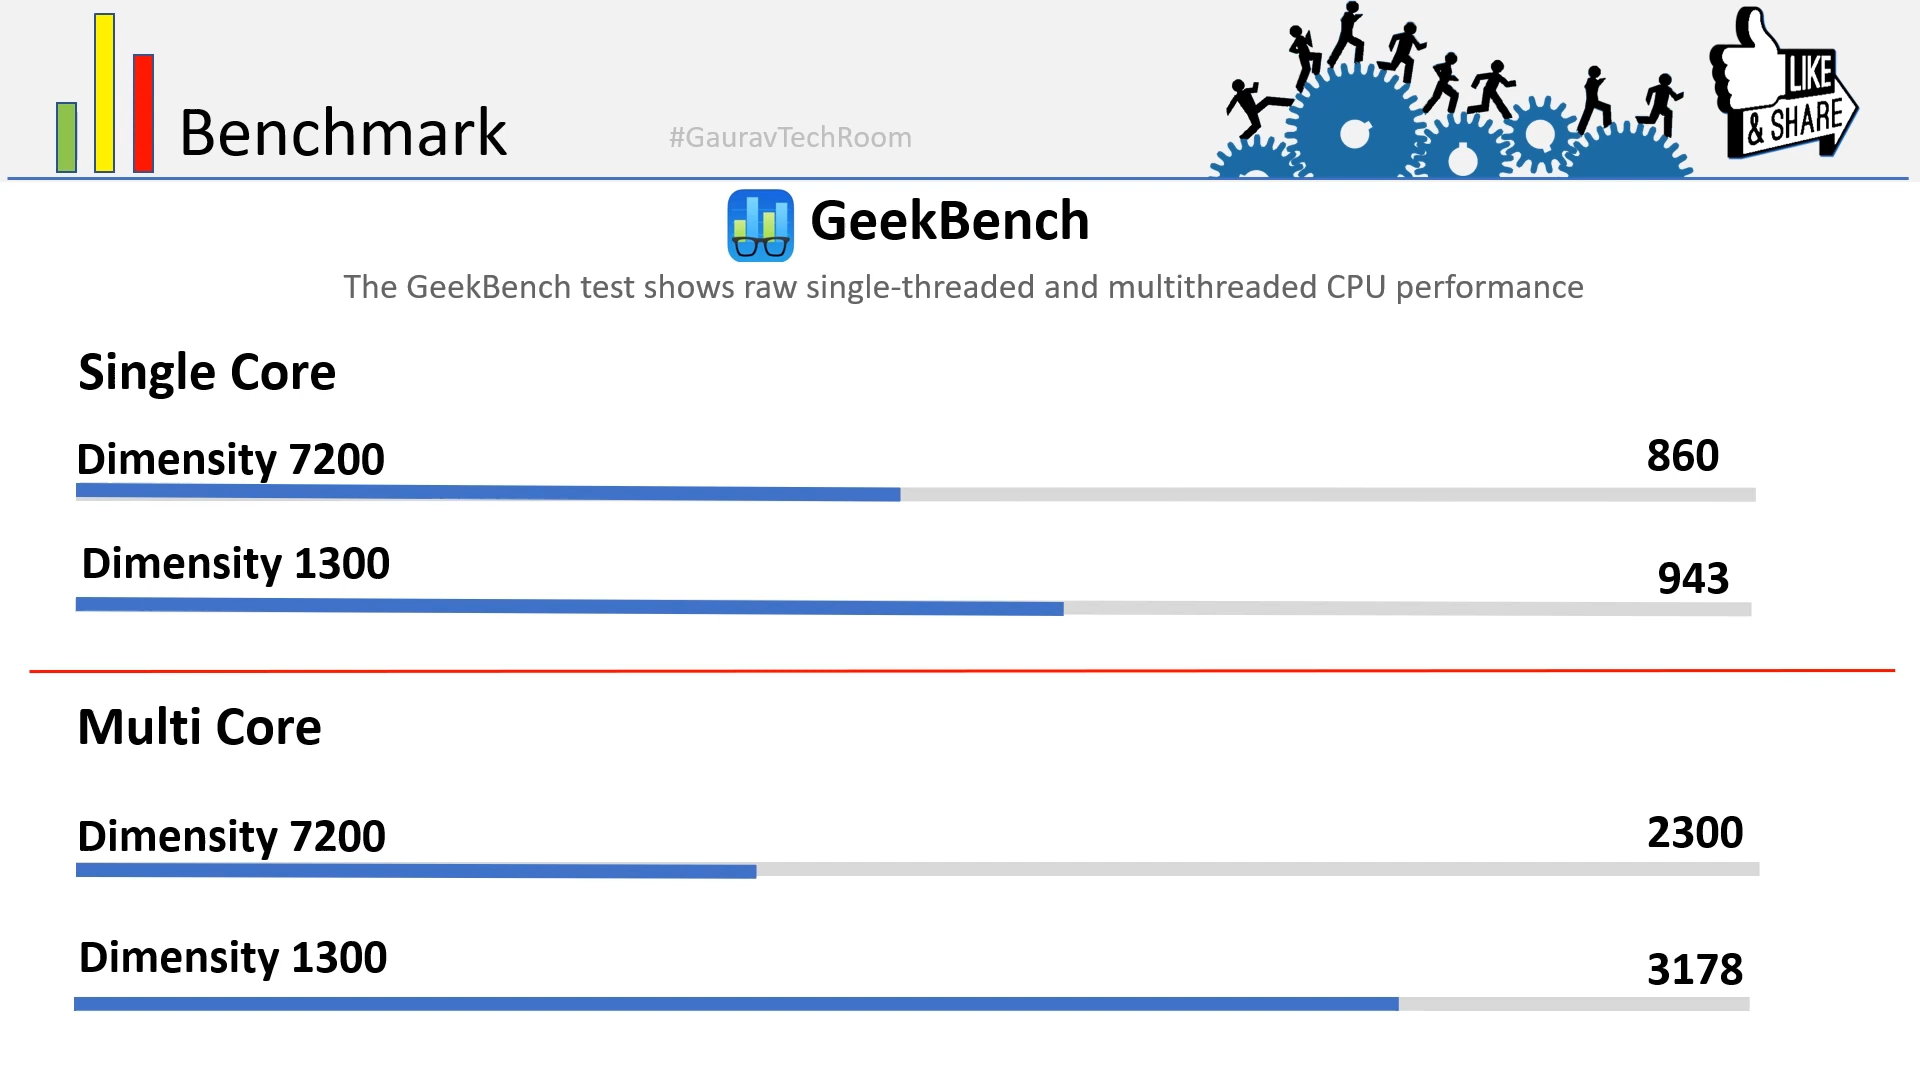 Benchmark
#GauravTechRoom
LIKE
& SHARE
GeekBench
The GeekBench test shows raw single-threaded and multithreaded CPU performance
Single Core
Dimensity 7200 860
Dimensity 1300 943
Multi Core
Dimensity 7200 2300
Dimensity 1300 3178